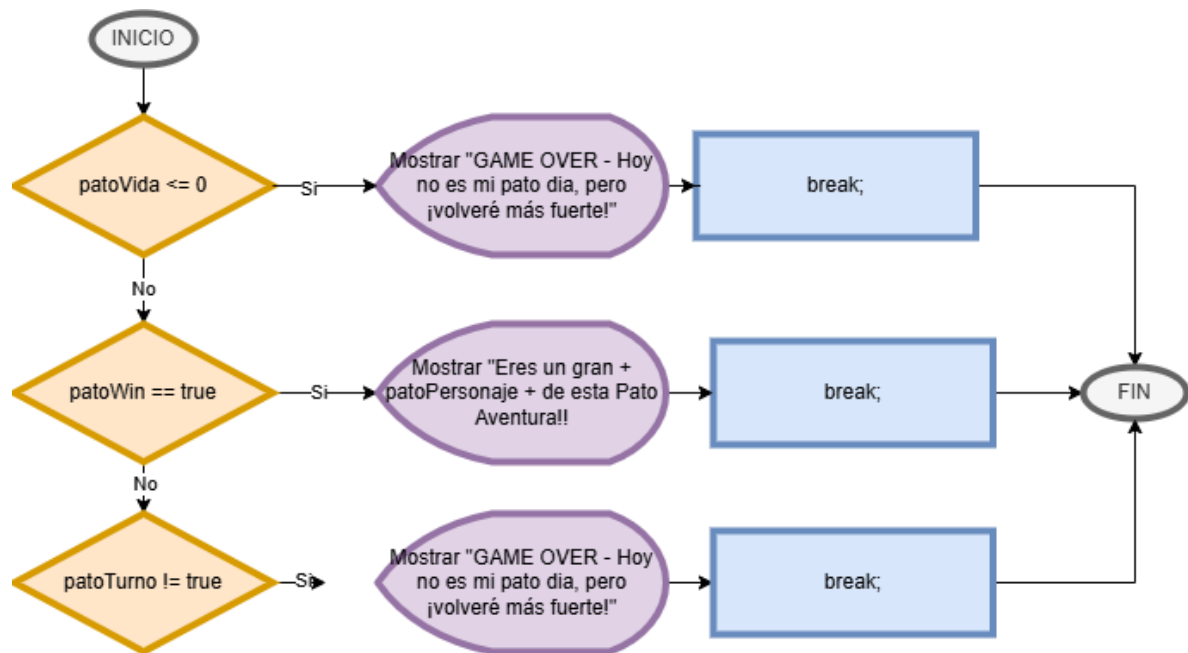 INICIO
patoVida <= 0
Si
Mostrar "GAME OVER - Hoy
no es mi pato dia, pero
¡volveré más fuerte!"
break;
No
patoWin == true
Si
Mostrar "Eres un gran +
patoPersonaje + de esta Pato
Aventura!!
break;
FIN
No
patoTurno != true
Si
Mostrar "GAME OVER - Hoy
no es mi pato dia, pero
¡volveré más fuerte!"
break;